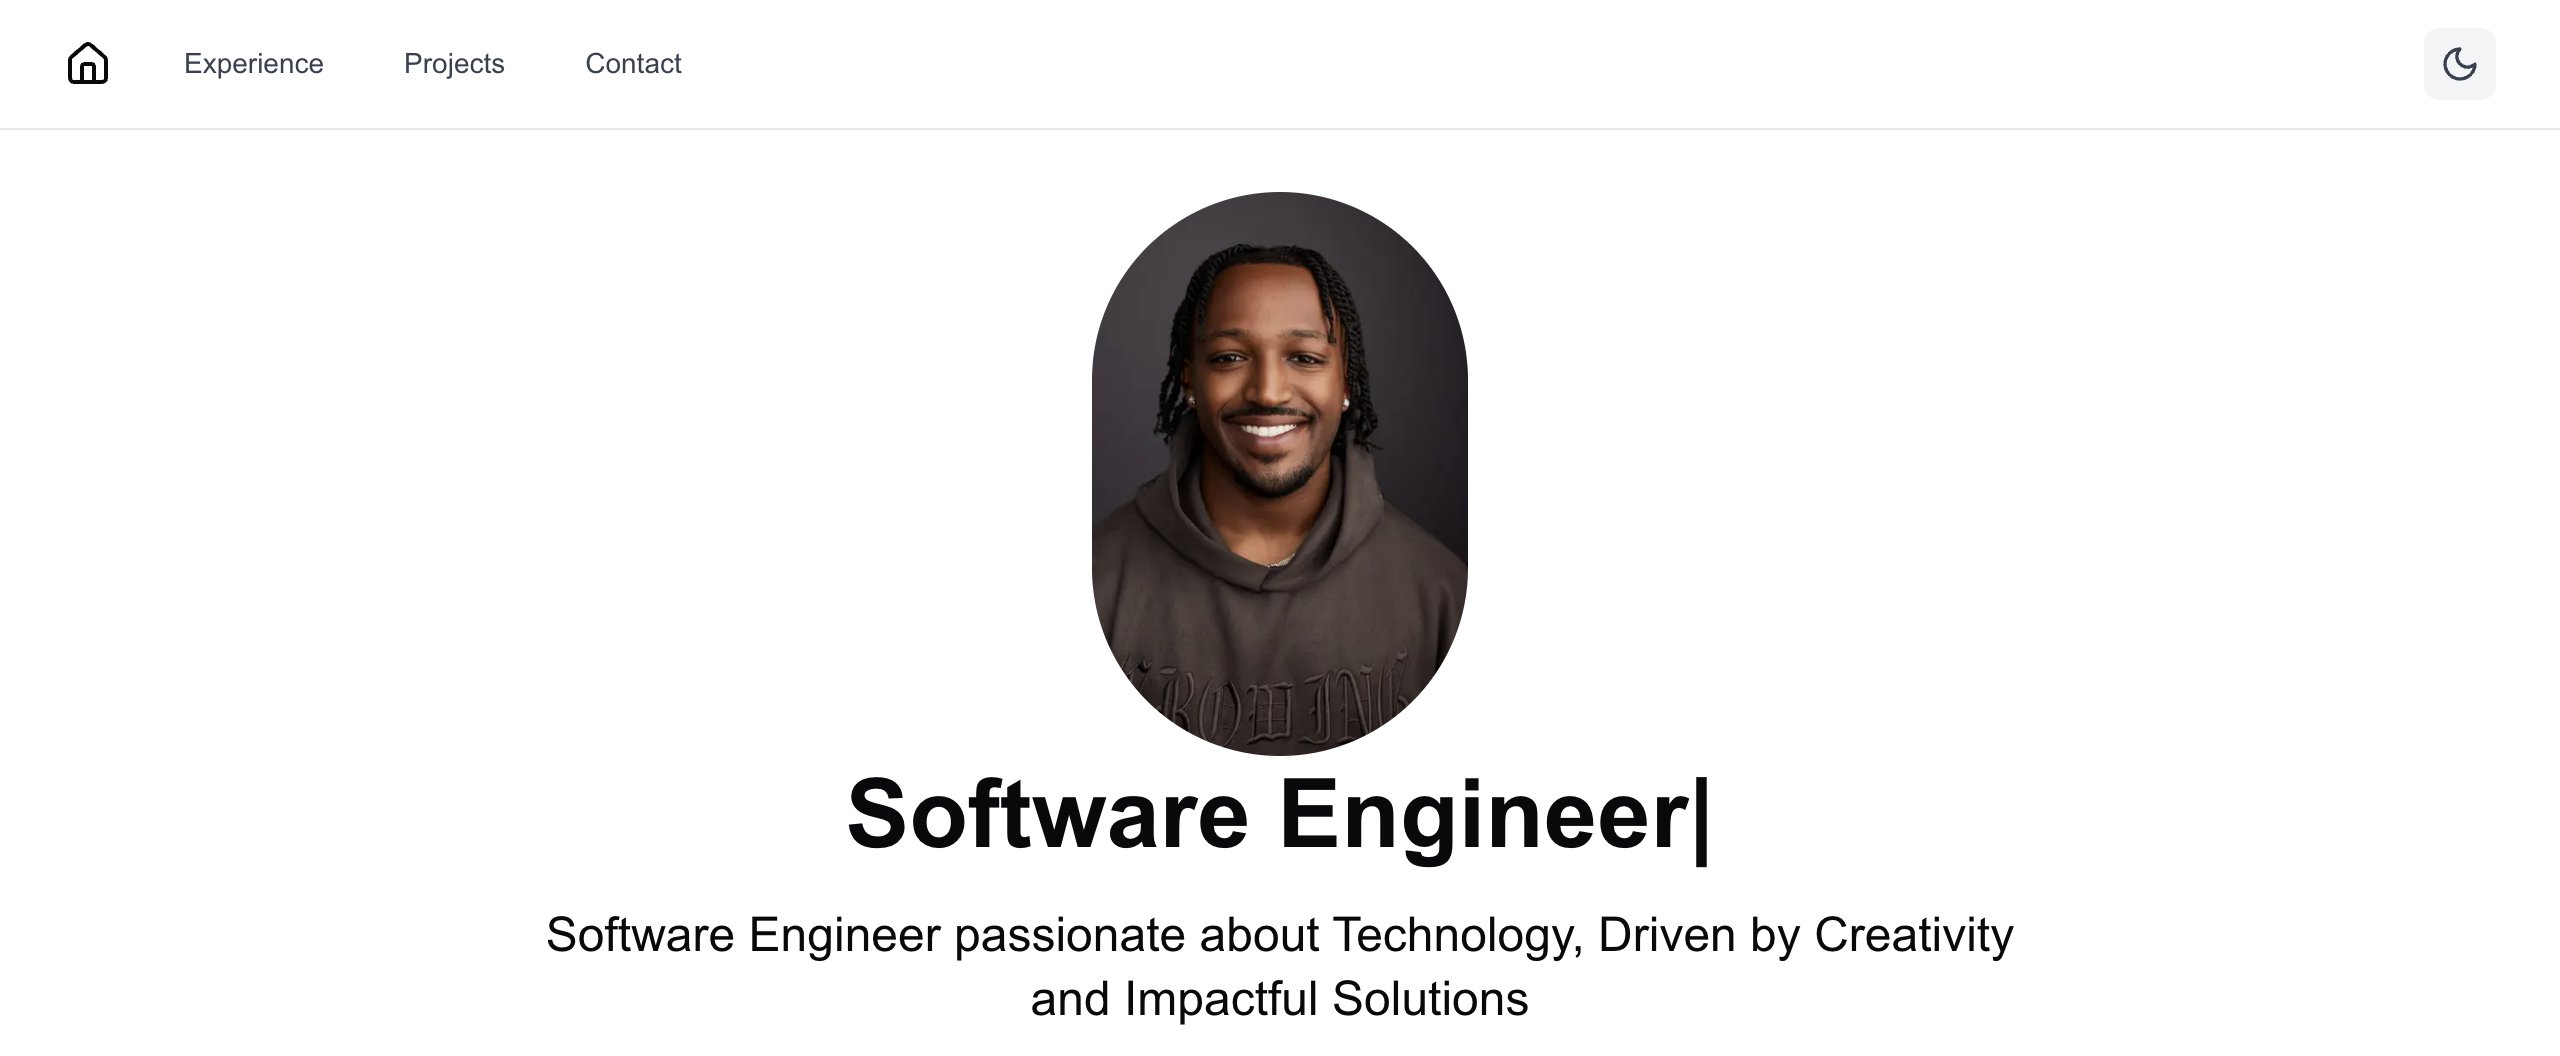 Experience Projects Contact
Software Engineer|
Software Engineer passionate about Technology, Driven by Creativity
and Impactful Solutions